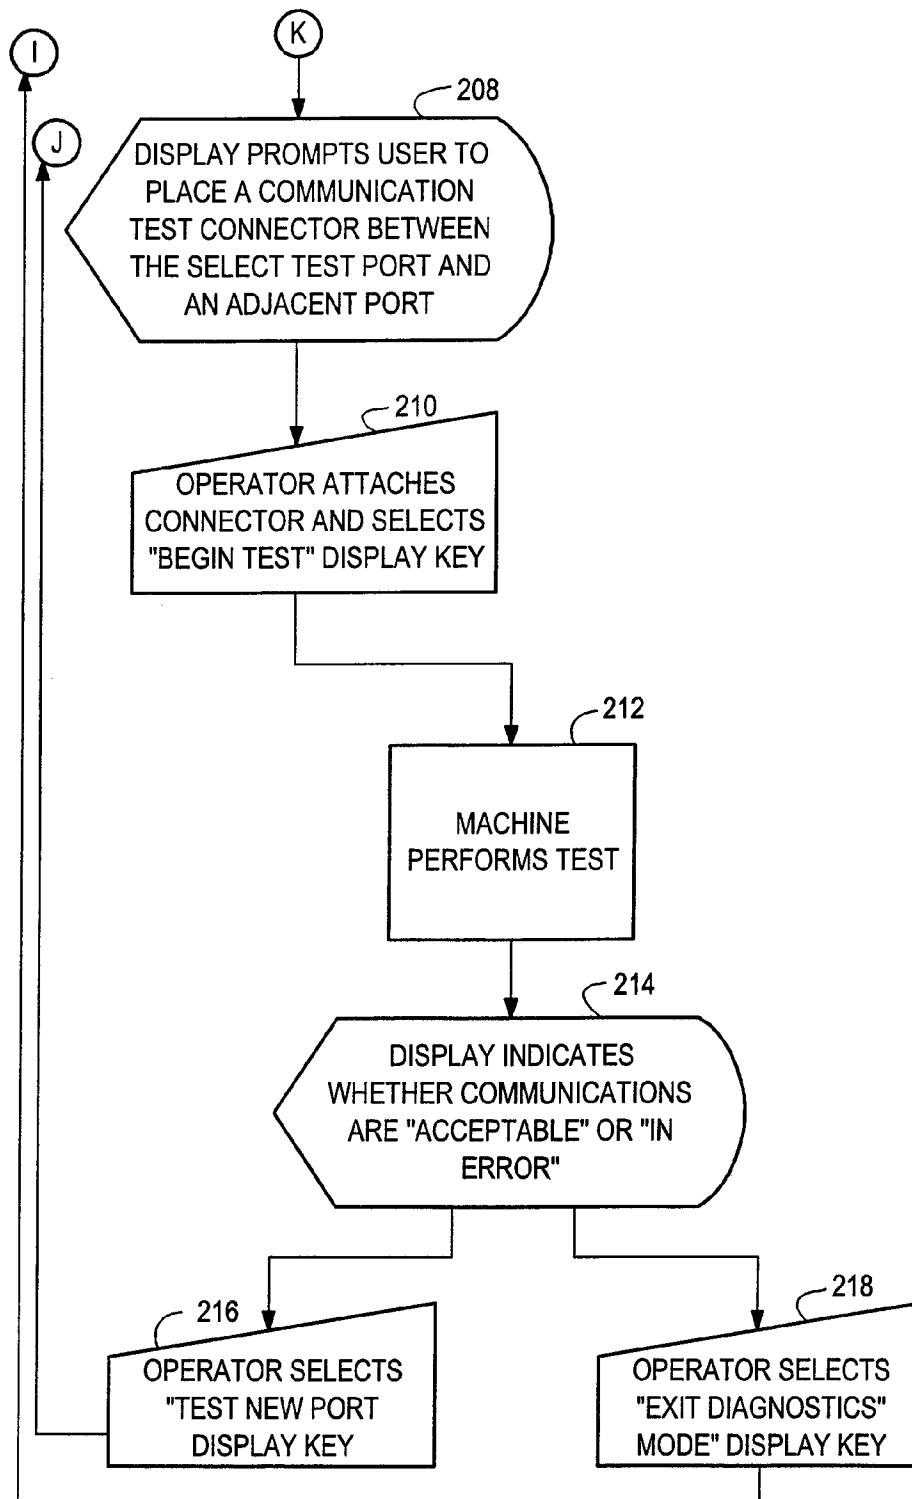 I
K
J
208
DISPLAY PROMPTS USER TO
PLACE A COMMUNICATION
TEST CONNECTOR BETWEEN
THE SELECT TEST PORT AND
AN ADJACENT PORT
210
OPERATOR ATTACHES
CONNECTOR AND SELECTS
"BEGIN TEST" DISPLAY KEY
212
MACHINE
PERFORMS TEST
214
DISPLAY INDICATES
WHETHER COMMUNICATIONS
ARE "ACCEPTABLE" OR "IN
ERROR"
216
OPERATOR SELECTS
"TEST NEW PORT
DISPLAY KEY
218
OPERATOR SELECTS
"EXIT DIAGNOSTICS"
MODE" DISPLAY KEY